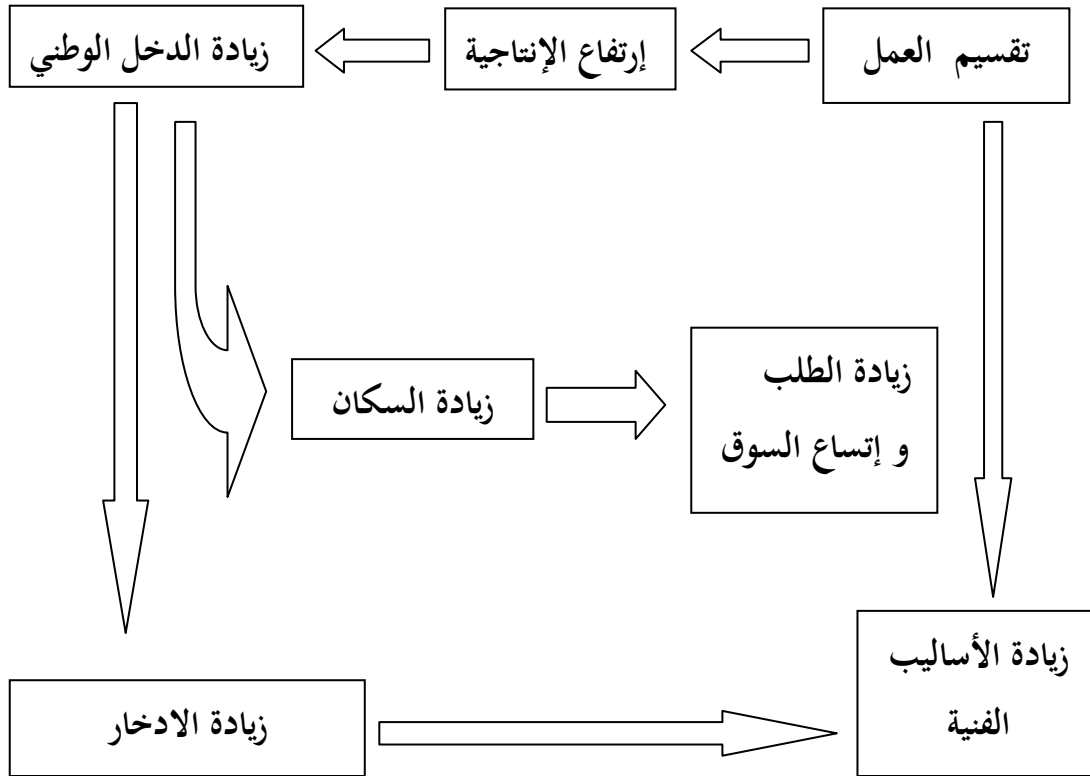 تقسيم العمل
إرتفاع الإنتاجية
زيادة الدخل الوطني
زيادة الطلب
و إتساع السوق
زيادة السكان
زيادة الأساليب
الفنية
زيادة الادخار